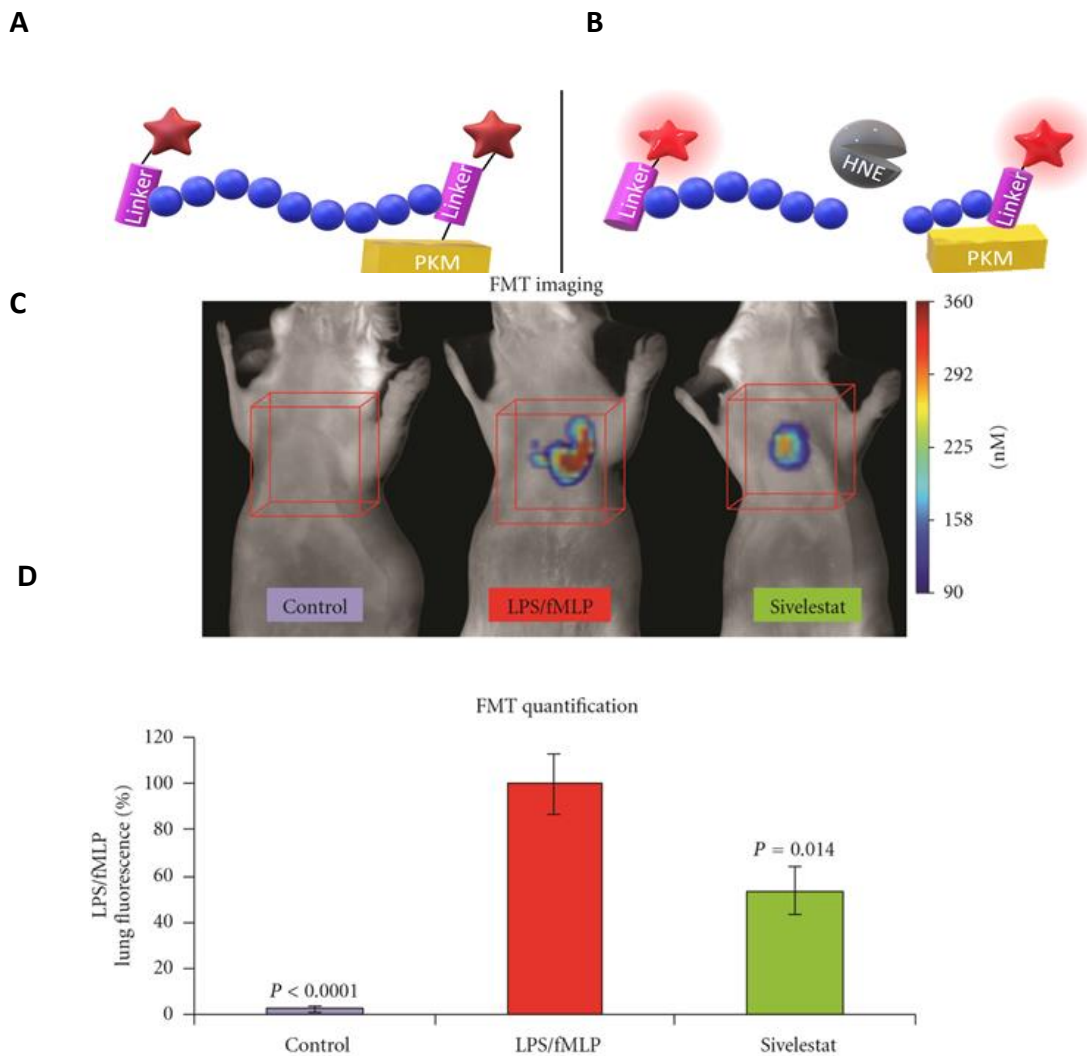 A
B
Linker
Linker
PKM
Linker
HNE
Linker
PKM
C
FMT imaging
360
292
225
158
90
(nM)
Control
LPS/fMLP
Sivelestat
D
FMT quantification
LPS/fMLP
lung fluorescence (%)
120
100
80
60
40
20
0
P < 0.0001
P = 0.014
Control
LPS/fMLP
Sivelestat